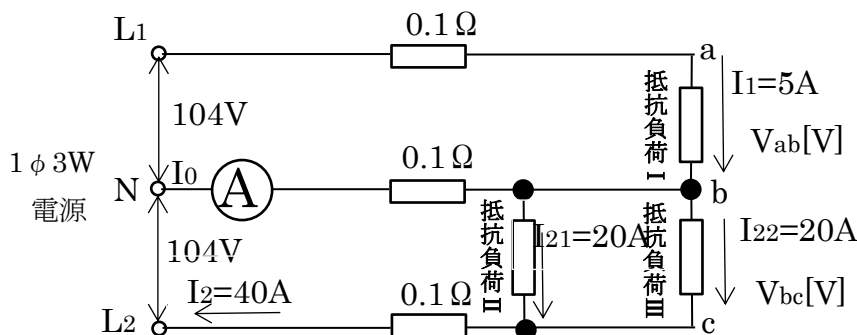 L1
0.1Ω
a
104V
抵抗負荷Ⅰ
I1=5A
Vab[V]
1φ3W
電源
N
I0
A
0.1Ω
b
104V
抵抗負荷Ⅱ
I21=20A
抵抗負荷Ⅲ
I22=20A
Vbc[V]
I2=40A
0.1Ω
L2
c